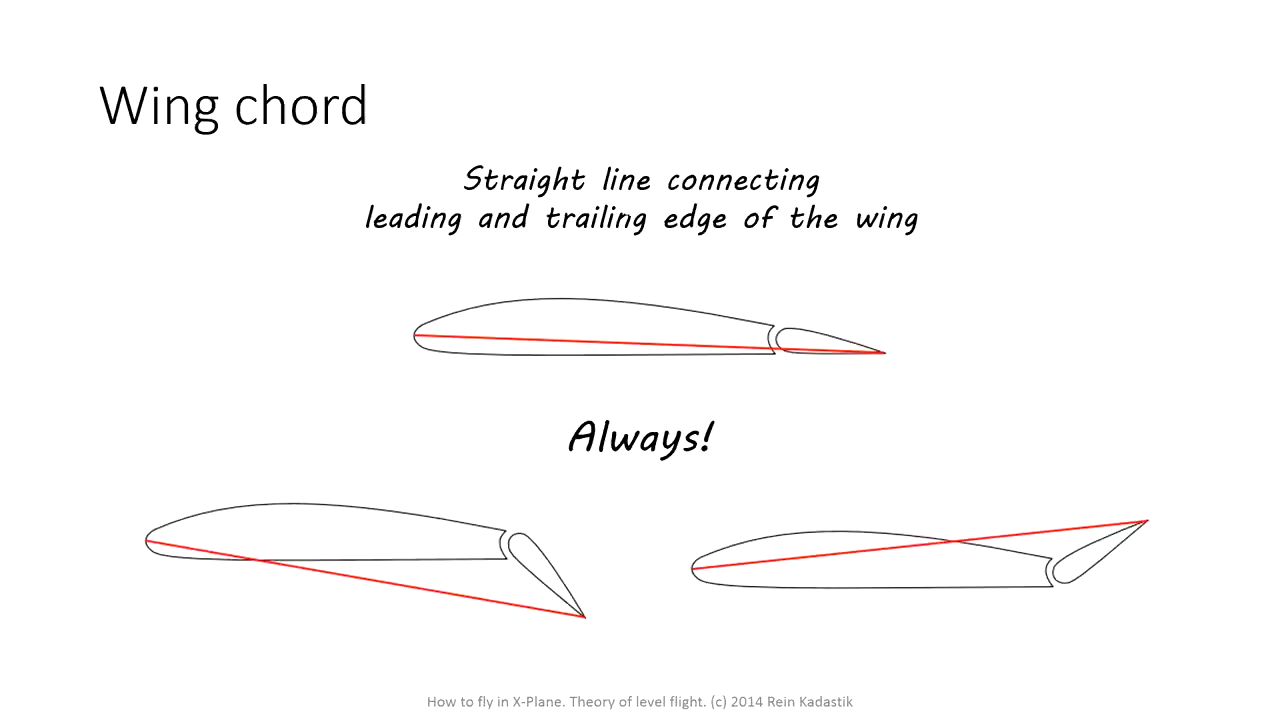 Wing chord
Straight line connecting
leading and trailing edge of the wing
Always!
How to fly in X-Plane. Theory of level flight. (c) 2014 Rein Kadastik